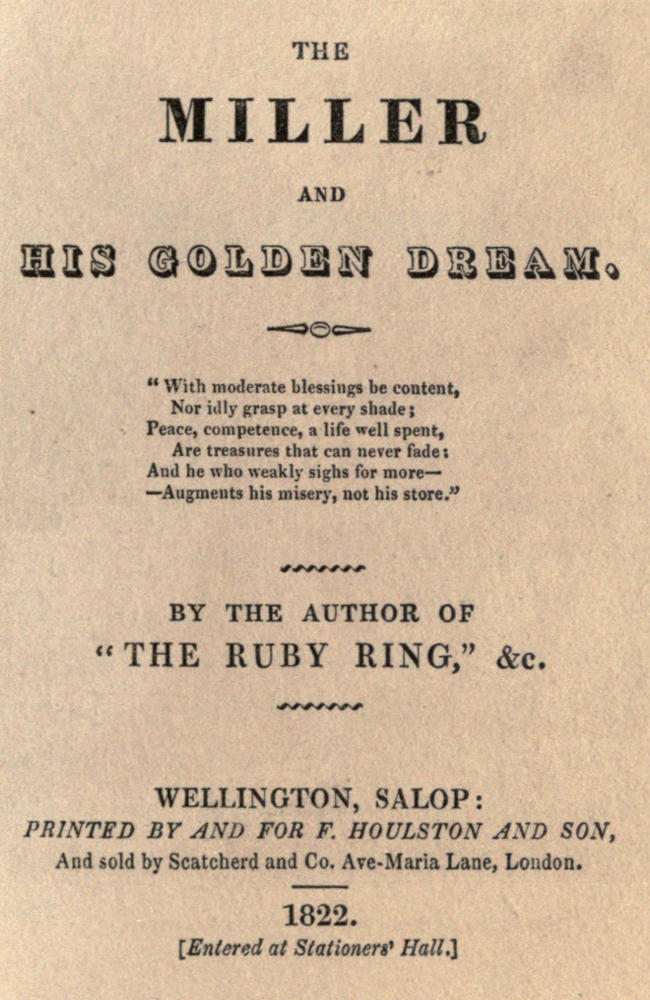 THE
MILLER
AND
HIS GOLDEN DREAM.
“With moderate blessings be content,
Nor idly grasp at every shade;
Peace, competence, a life well spent,
Are treasures that can never fade:
And he who weakly sighs for more—
—Augments his misery, not his store.”
BY THE AUTHOR OF
“THE RUBY RING,” &c.
WELLINGTON, SALOP:
PRINTED BY AND FOR F. HOULSTON AND SON,
And sold by Scatcherd and Co. Ave-Maria Lane, London.
1822.
[Entered at Stationers' Hall.]